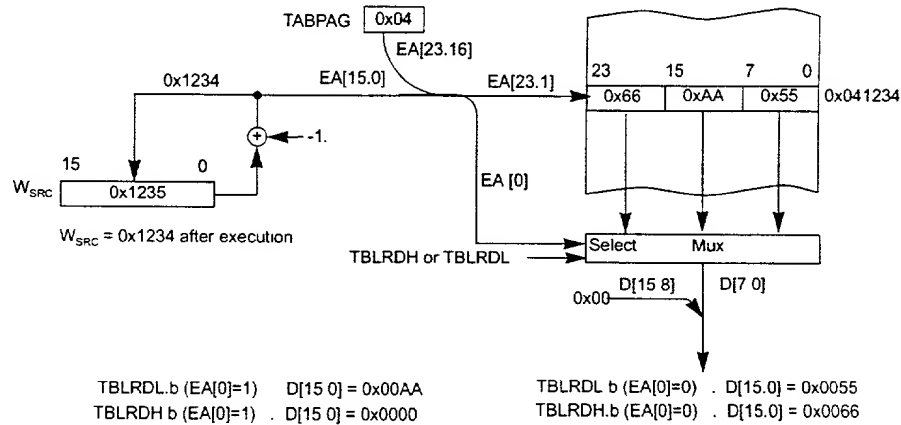 TABPAG 0x04
EA[23.16]
0x1234 EA[15.0] EA[23.1]
23 15 7 0
0x66 0xAA 0x55 0x041234
+ -1.
15 0
WSRC 0x1235
EA [0]
WSRC = 0x1234 after execution
Select Mux
TBLRDH or TBLRDL
D[15 8] D[7 0]
0x00
TBLRDL.b (EA[0]=1) D[15 0] = 0x00AA
TBLRDH b (EA[0]=1) . D[15 0] = 0x0000
TBLRDL b (EA[0]=0) . D[15.0] = 0x0055
TBLRDH.b (EA[0]=0) . D[15.0] = 0x0066